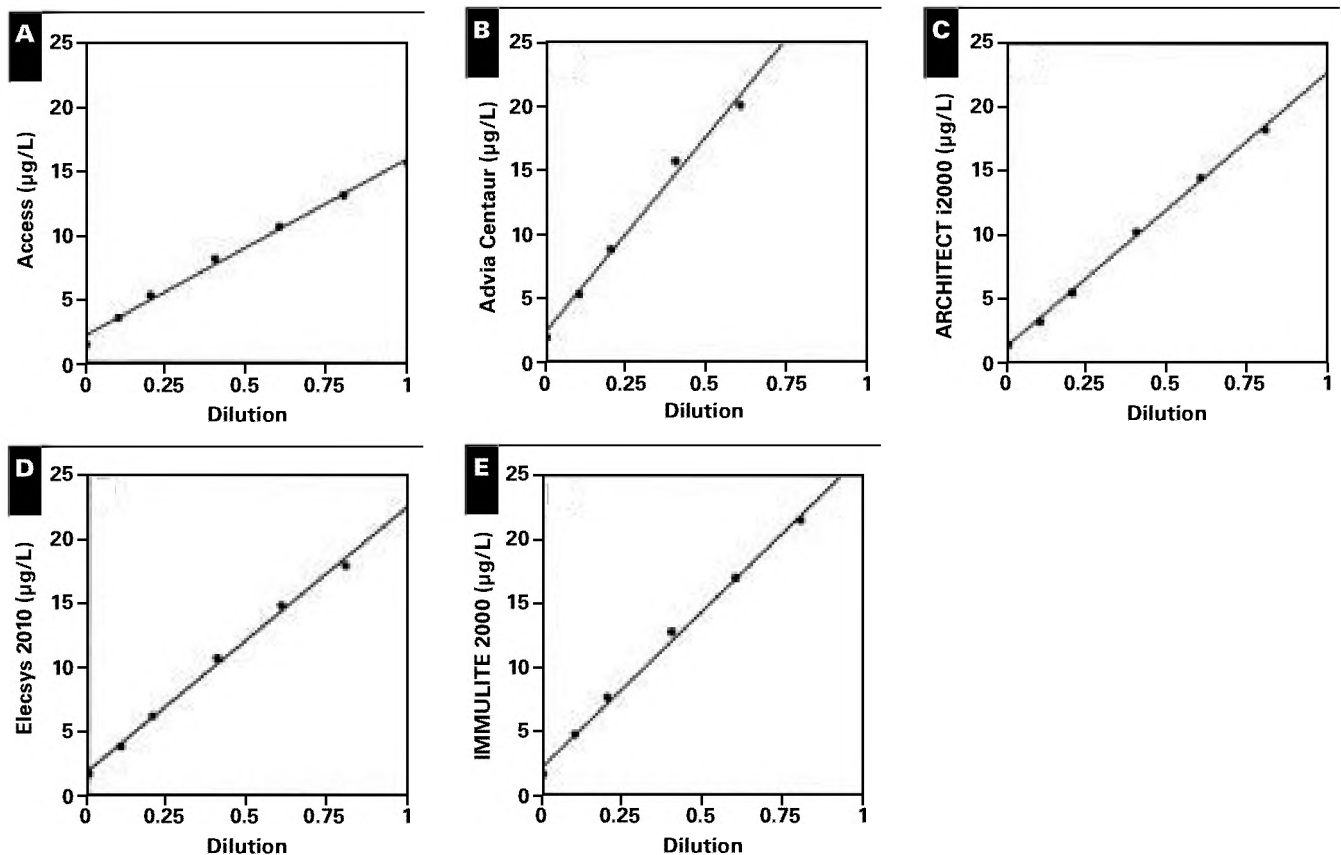 A
25
20
15
10
5
0
Access (µg/L)
0 0.25 0.5 0.75 1
Dilution
B
25
20
15
10
5
0
Advia Centaur (µg/L)
0 0.25 0.5 0.75 1
Dilution
C
25
20
15
10
5
0
ARCHITECT i2000 (µg/L)
0 0.25 0.5 0.75 1
Dilution
D
25
20
15
10
5
0
Elecsys 2010 (µg/L)
0 0.25 0.5 0.75 1
Dilution
E
25
20
15
10
5
0
IMMULITE 2000 (µg/L)
0 0.25 0.5 0.75 1
Dilution